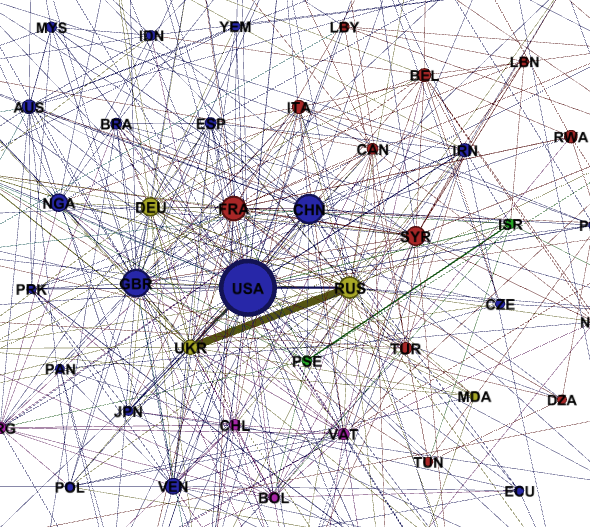 MYS
IDN
YEM
LBY
LBN
BEL
AUS
BRA
ESP
ITA
CAN
IRN
RWA
NGA
DEU
FRA
CHN
SYR
ISR
PRK
GBR
USA
RUS
CZE
UKR
PSE
TUR
PAN
JPN
CHL
VAT
MDA
DZA
TUN
POL
VEN
BOL
ECU